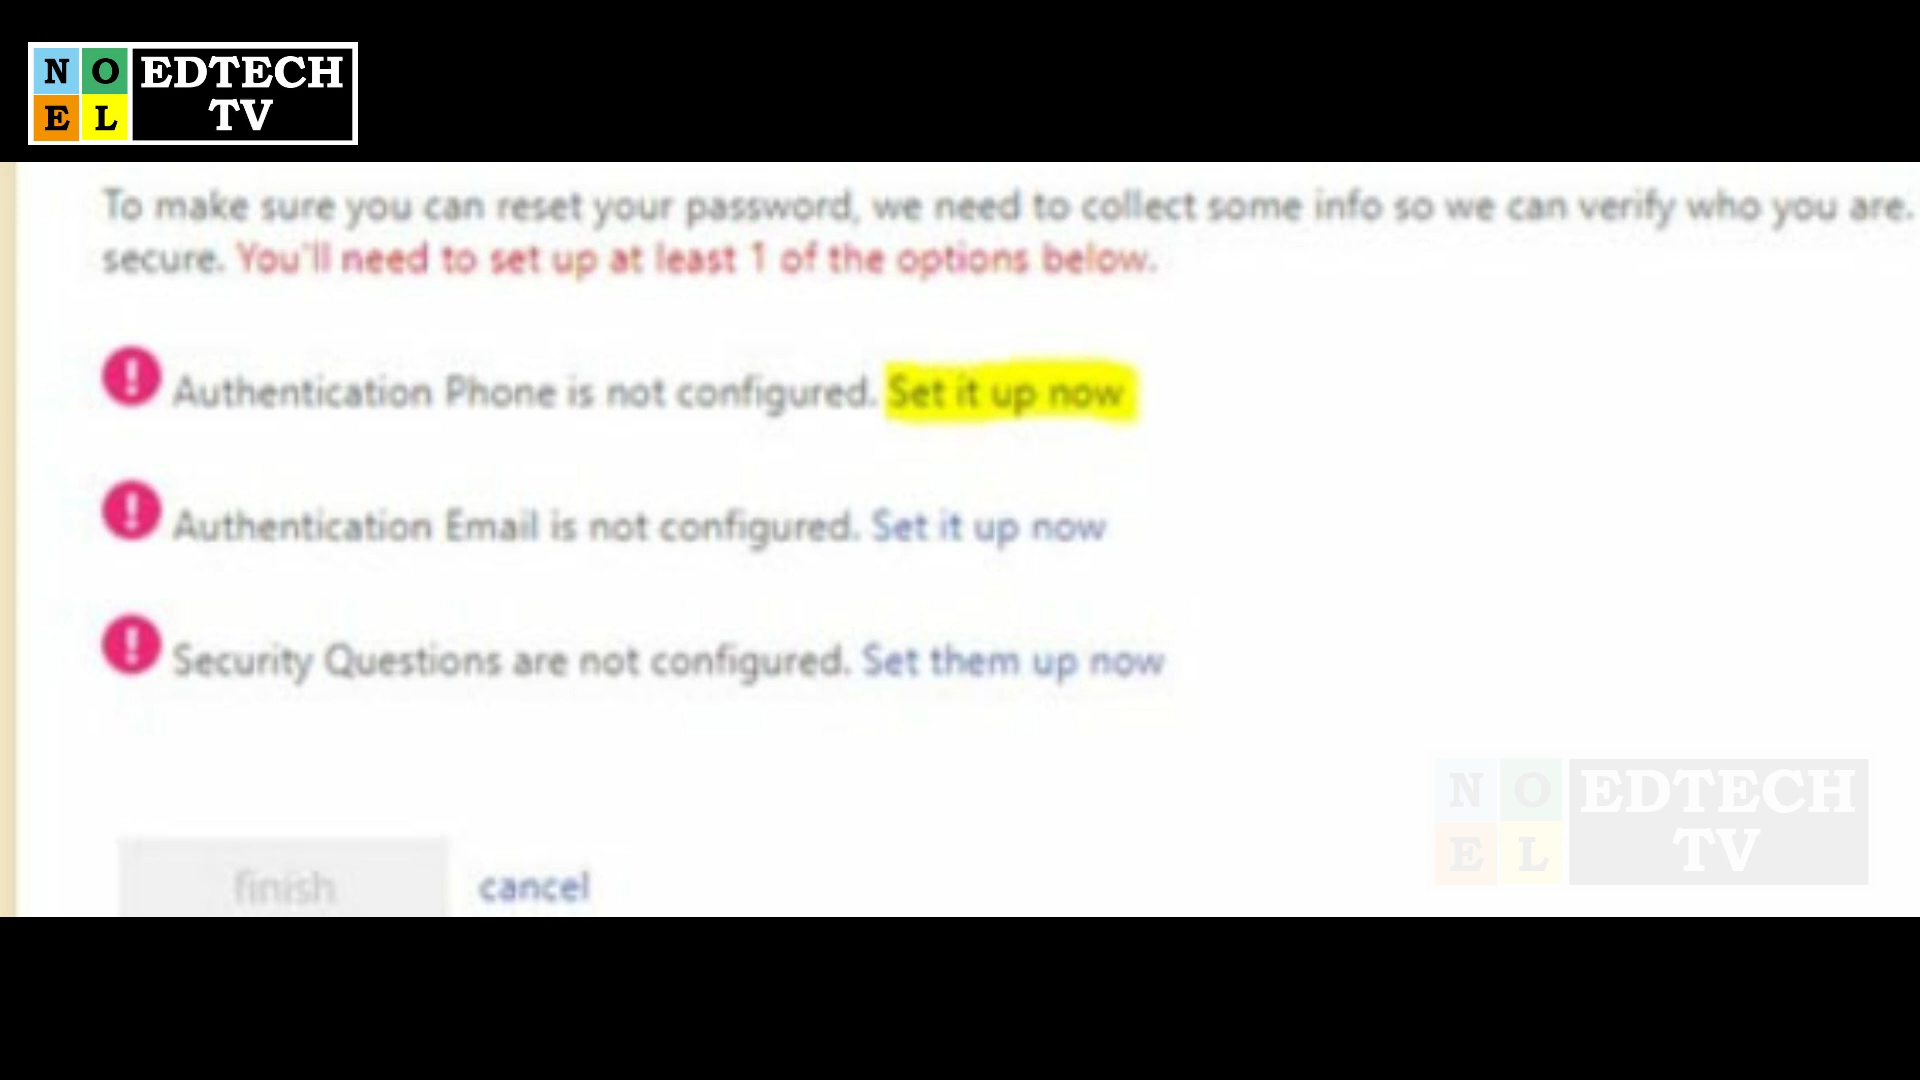 N O EDTECH
E L TV
To make sure you can reset your password, we need to collect some info so we can verify who you are.
secure. You'll need to set up at least 1 of the options below.
! Authentication Phone is not configured. Set it up now
! Authentication Email is not configured. Set it up now
! Security Questions are not configured. Set them up now
N O EDTECH
E L TV
finish cancel